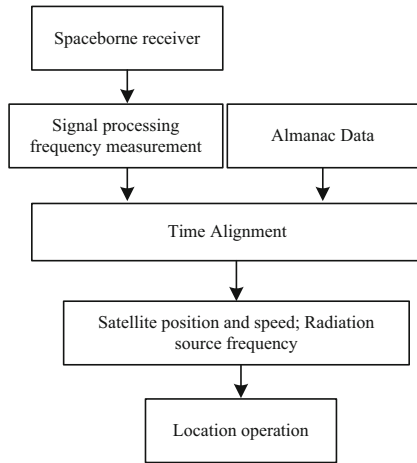 Spaceborne receiver
Signal processing
frequency measurement
Almanac Data
Time Alignment
Satellite position and speed; Radiation
source frequency
Location operation